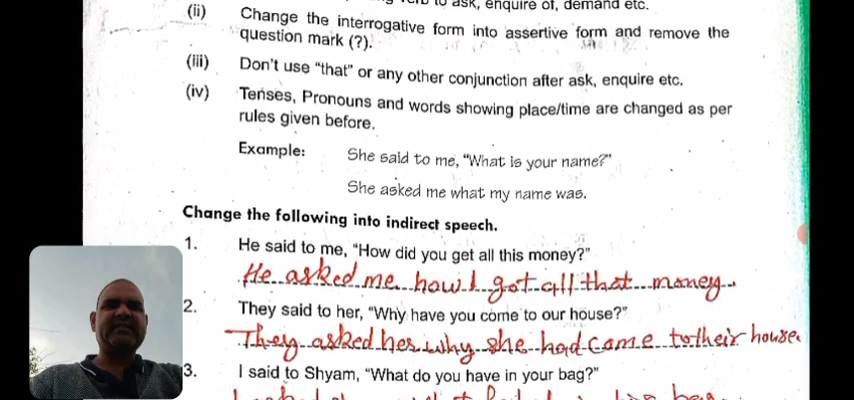 to ask, enquire of, demand etc.
(ii) Change the interrogative form into assertive form and remove the
question mark (?).
(iii) Don't use "that" or any other conjunction after ask, enquire etc.
(iv) Tenses, Pronouns and words showing place/time are changed as per
rules given before.
Example: She said to me, "What is your name?"
She asked me what my name was.
Change the following into indirect speech.
1. He said to me, "How did you get all this money?"
He asked me how I got all that money.
2. They said to her, "Why have you come to our house?"
They asked her why she had come to their house.
3. I said to Shyam, "What do you have in your bag?"